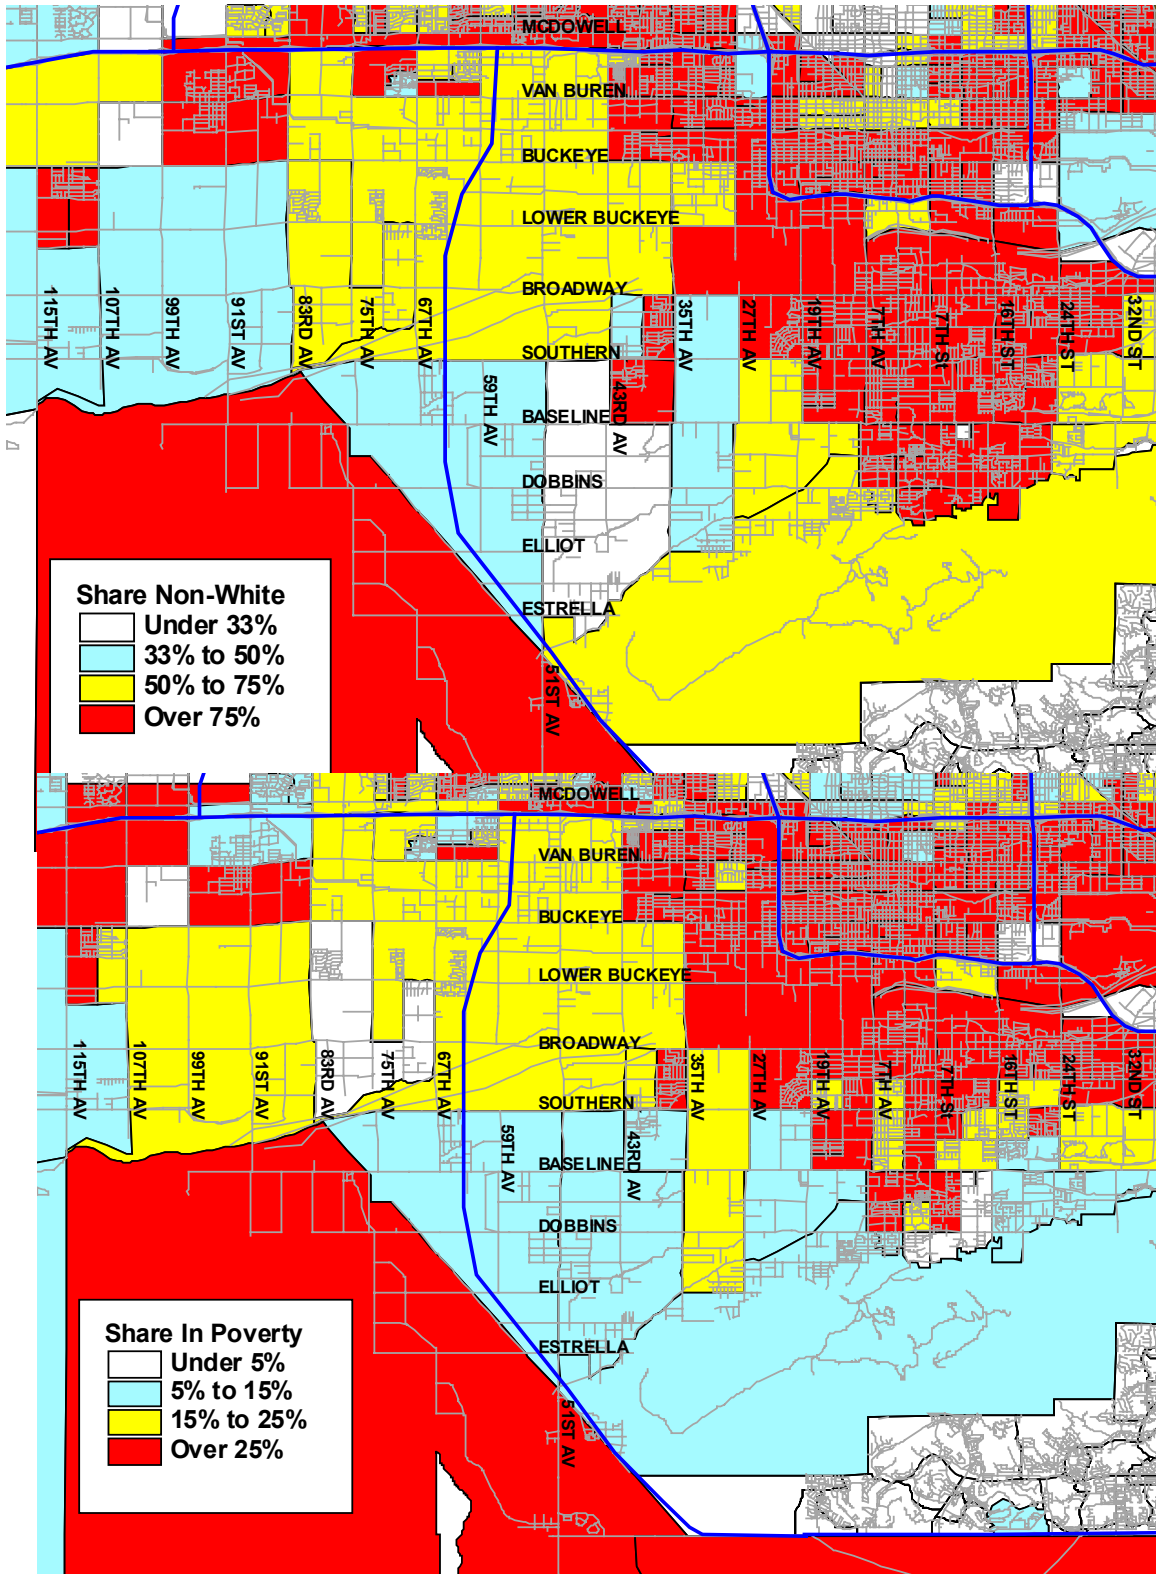 MCDOWELL
VAN BUREN
BUCKEYE
LOWER BUCKEYE
BROADWAY
115TH AV
107TH AV
99TH AV
91ST AV
83RD AV
75TH AV
67TH AV
35TH AV
27TH AV
19TH AV
7TH AV
7TH St
16TH ST
24TH ST
32ND ST
SOUTHERN
59TH AV
43RD AV
BASELINE
DOBBINS
ELLIOT
ESTRELLA
51ST AV
Share Non-White
Under 33%
33% to 50%
50% to 75%
Over 75%
MCDOWELL
VAN BUREN
BUCKEYE
LOWER BUCKEYE
BROADWAY
115TH AV
107TH AV
99TH AV
91ST AV
83RD AV
75TH AV
67TH AV
35TH AV
27TH AV
19TH AV
7TH AV
7TH St
16TH ST
24TH ST
32ND ST
SOUTHERN
59TH AV
43RD AV
BASELINE
DOBBINS
ELLIOT
ESTRELLA
51ST AV
Share In Poverty
Under 5%
5% to 15%
15% to 25%
Over 25%